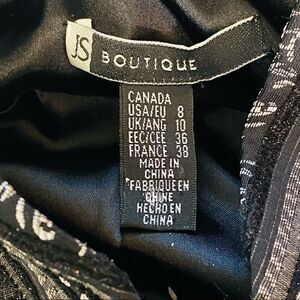 JS BOUTIQUE
CANADA
USA/EU 8
UK/ANG 10
EEC/CEE 36
FRANCE 38
MADE IN
CHINA
FABRIQUE EN
CHINE
HECHO EN
CHINA